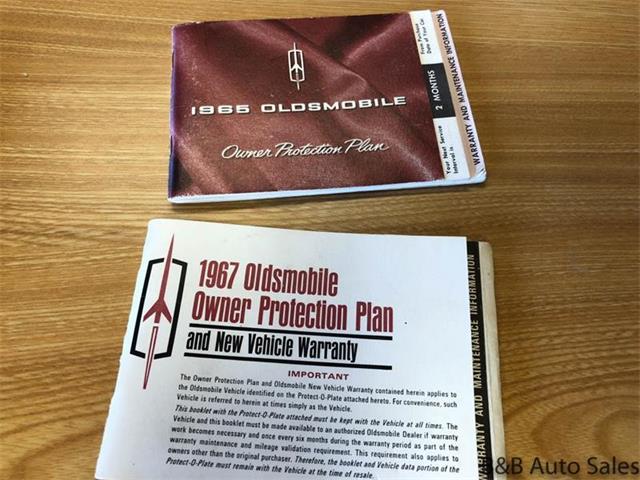 1965 OLDSMOBILE
Owner Protection Plan
Your Next Service
Interval is
2 MONTHS
From Purchase
Date of Your Car
WARRANTY AND MAINTENANCE INFORMATION
1967 Oldsmobile
Owner Protection Plan
and New Vehicle Warranty
IMPORTANT
The Owner Protection Plan and Oldsmobile New Vehicle Warranty contained herein applies to
the Oldsmobile Vehicle identified on the Protect-O-Plate attached hereto. For convenience, such
Vehicle is referred to herein at times simply as the Vehicle.
This booklet with the Protect-O-Plate attached must be kept with the Vehicle at all times. The
Vehicle and this booklet must be made available to an authorized Oldsmobile Dealer if warranty
work becomes necessary and once every six months during the warranty period as part of the
warranty maintenance and mileage validation requirement. This requirement also applies to
owners other than the original purchaser. Therefore, the booklet and Vehicle data portion of the
Protect-O-Plate must remain with the Vehicle at the time of resale.
WARRANTY AND MAINTENANCE INFORMATION
&B Auto Sales